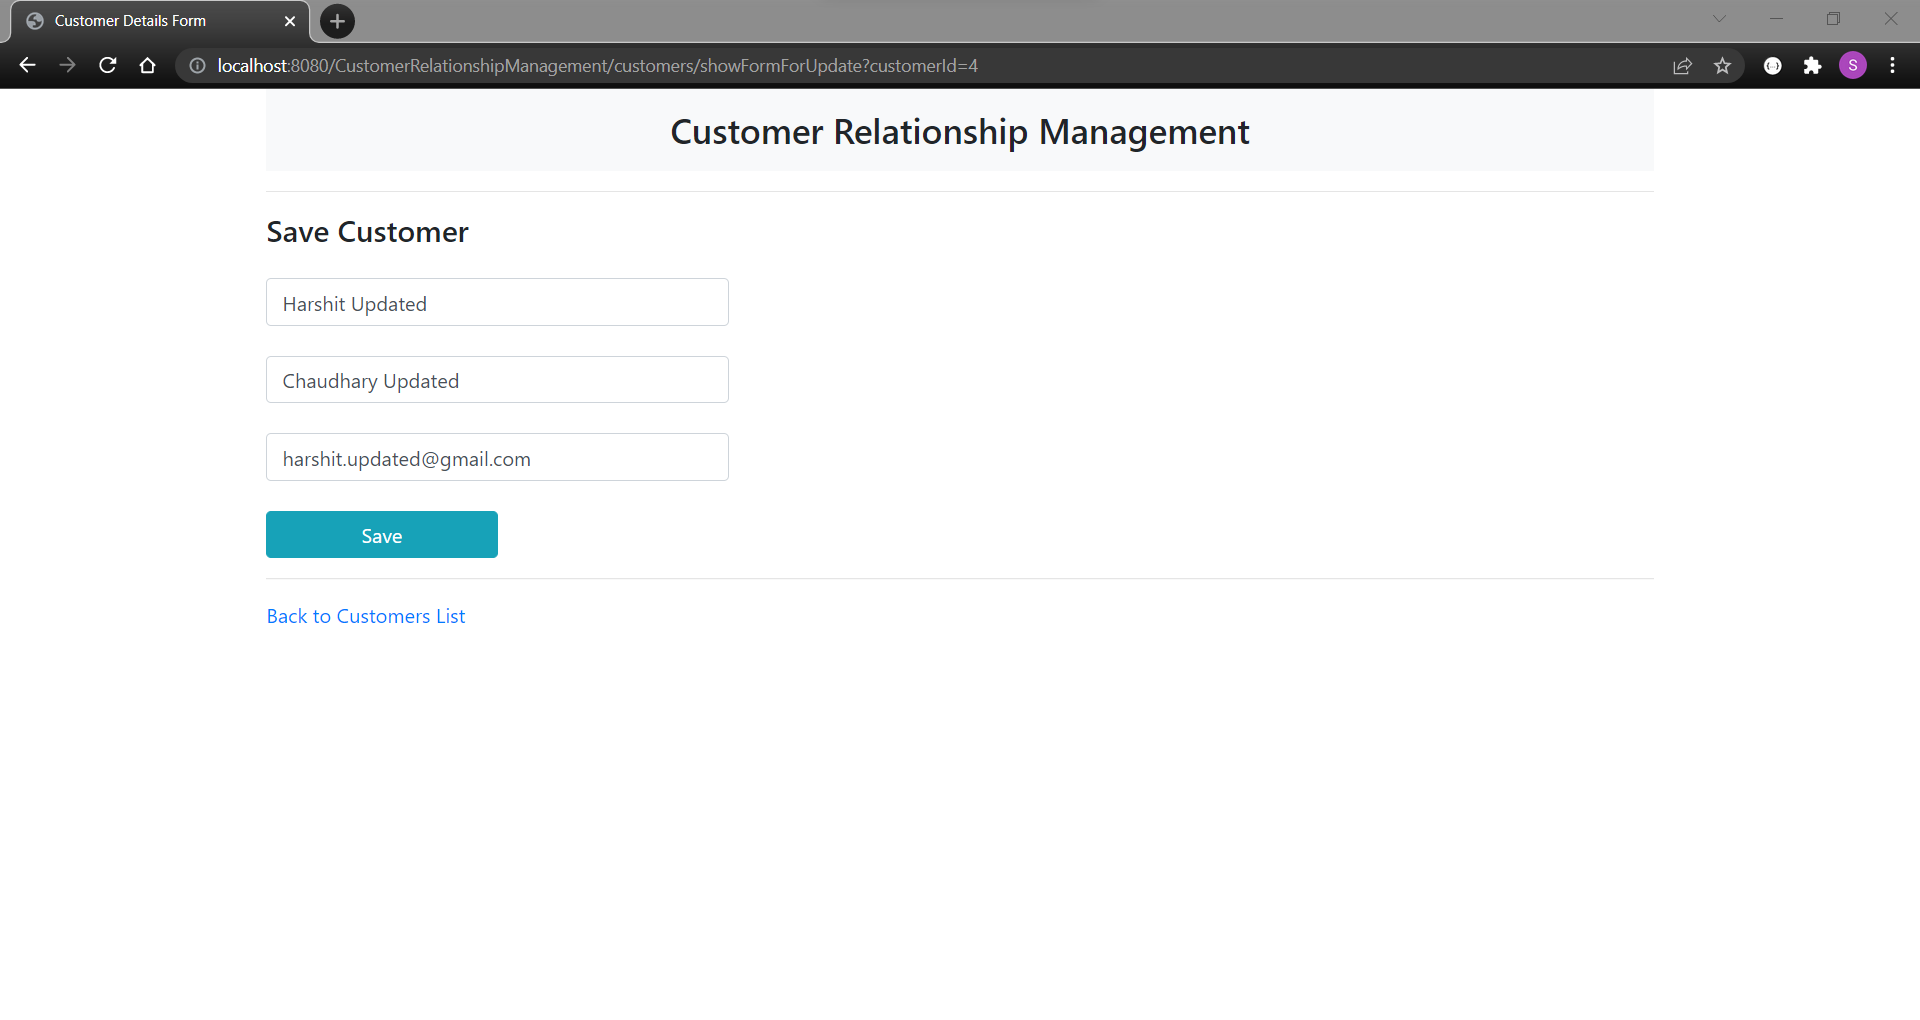 Customer Details Form
localhost:8080/CustomerRelationshipManagement/customers/showFormForUpdate?customerId=4
S
Customer Relationship Management
Save Customer
Harshit Updated
Chaudhary Updated
harshit.updated@gmail.com
Save
Back to Customers List